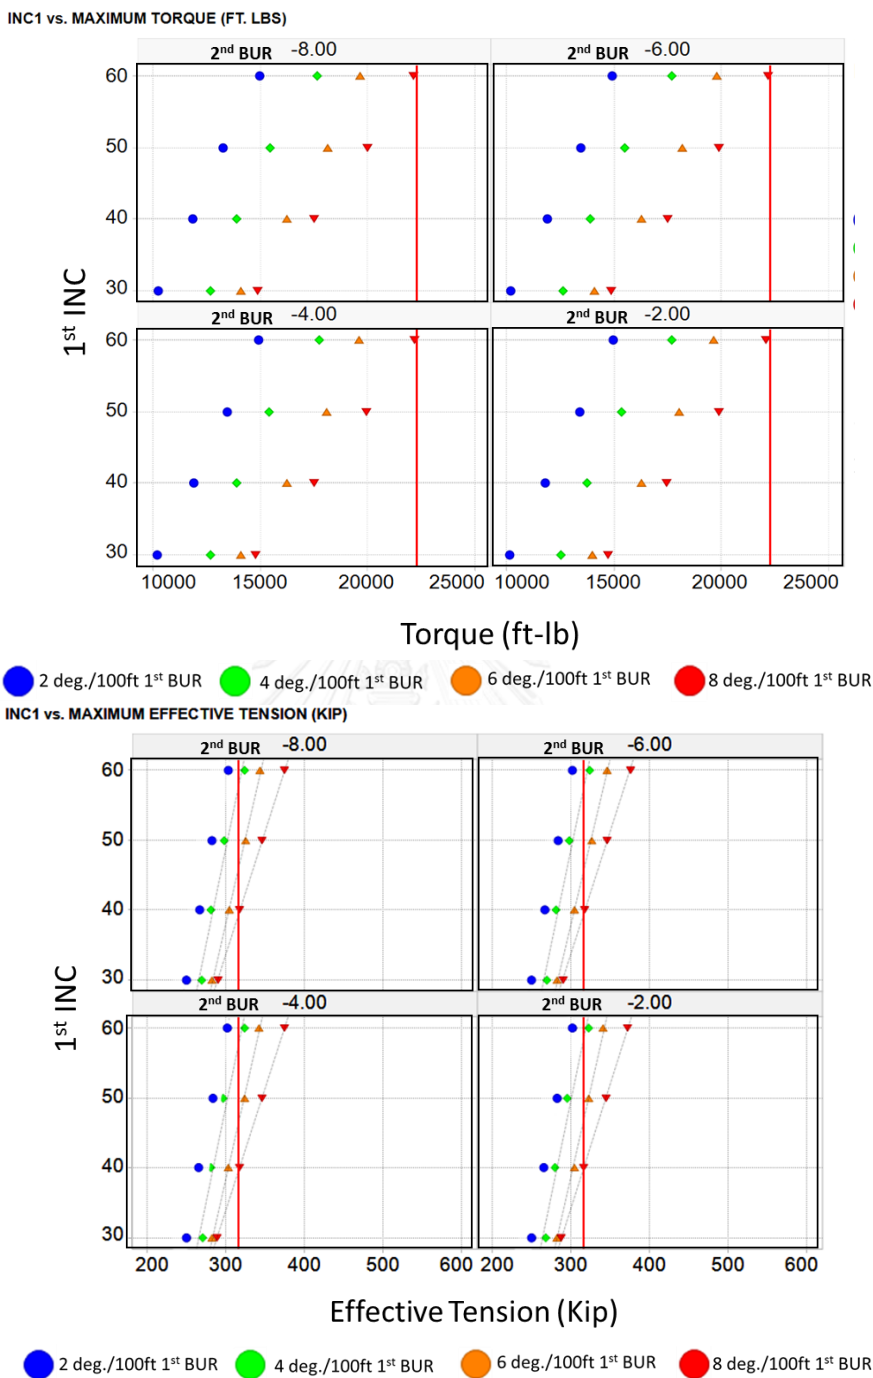 INC1 vs. MAXIMUM TORQUE (FT. LBS)
2nd BUR -8.00 2nd BUR -6.00
60
50
40
30
2nd BUR -4.00 2nd BUR -2.00
60
50
40
30
1st INC
10000 15000 20000 25000 10000 15000 20000 25000
Torque (ft-lb)
2 deg./100ft 1st BUR 4 deg./100ft 1st BUR 6 deg./100ft 1st BUR 8 deg./100ft 1st BUR
INC1 vs. MAXIMUM EFFECTIVE TENSION (KIP)
2nd BUR -8.00 2nd BUR -6.00
60
50
40
30
2nd BUR -4.00 2nd BUR -2.00
60
50
40
30
1st INC
200 300 400 500 600 200 300 400 500 600
Effective Tension (Kip)
2 deg./100ft 1st BUR 4 deg./100ft 1st BUR 6 deg./100ft 1st BUR 8 deg./100ft 1st BUR